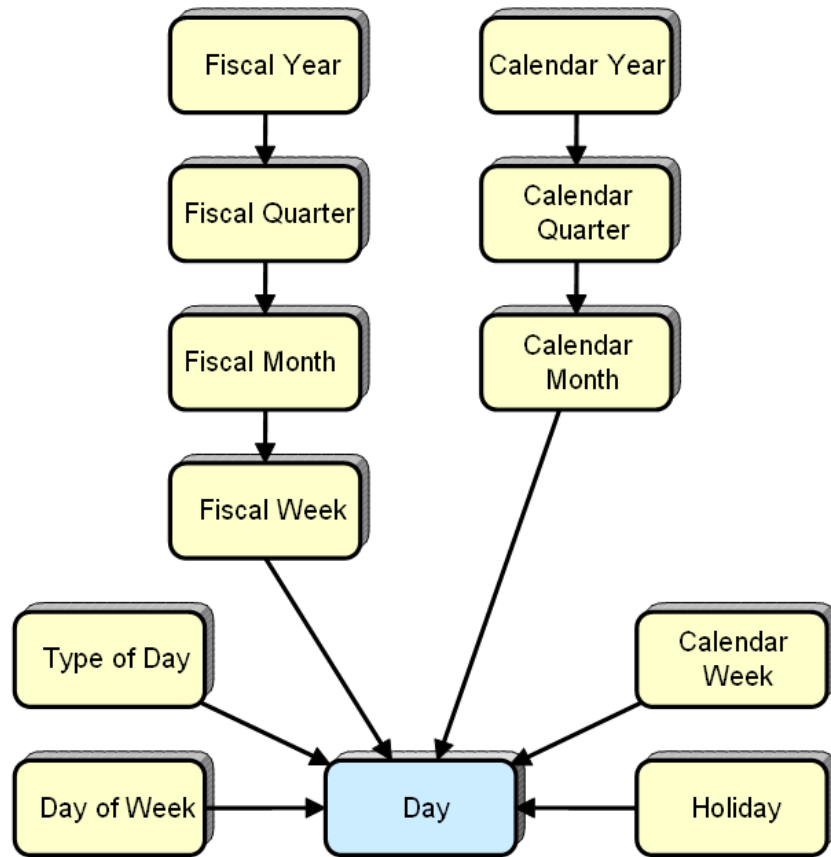 Fiscal Year
Calendar Year
Fiscal Quarter
Calendar
Quarter
Fiscal Month
Calendar
Month
Fiscal Week
Type of Day
Calendar
Week
Day of Week
Day
Holiday